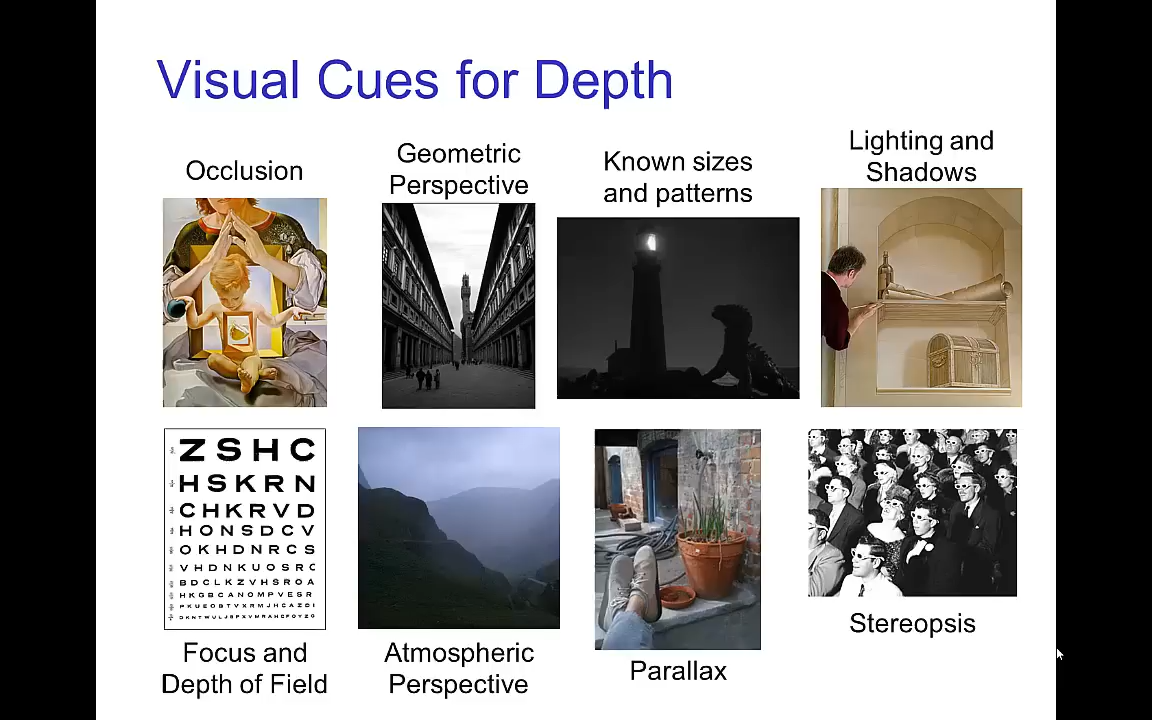 Visual Cues for Depth
Occlusion
Geometric
Perspective
Known sizes
and patterns
Lighting and
Shadows
Z S H C
H S K R N
C H K R V D
H O N S D C V
O K H D N R C S
V H D N K U O S R C
B D C L K Z V H S R O A
H K G B C A N O M P V E S R
Focus and
Depth of Field
Atmospheric
Perspective
Parallax
Stereopsis